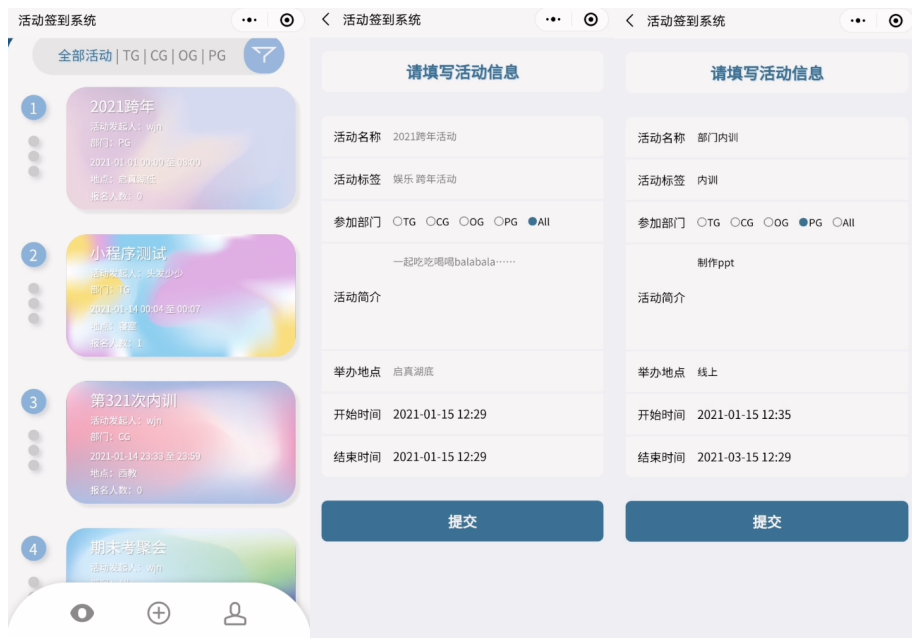 活动签到系统
全部活动 | TG | CG | OG | PG
1
2021跨年
活动发起人：wjn
部门：PG
2021-01-01 00:00 至 03:00
报名人数：0
2
小程序测试
活动发起人：头发少少
部门：TG
2021-01-14 00:04 至 00:07
地点：寝室
报名人数：1
3
第321次内训
活动发起人：wjn
部门：CG
2021-01-14 23:33 至 23:59
地点：西教
报名人数：0
4
期末考聚会
活动发起人：wjn
活动签到系统
请填写活动信息
活动名称 2021跨年活动
活动标签 娱乐 跨年活动
参加部门 TG CG OG PG All
一起吃吃喝喝balabala……
活动简介
举办地点 启真湖底
开始时间 2021-01-15 12:29
结束时间 2021-01-15 12:29
提交
活动签到系统
请填写活动信息
活动名称 部门内训
活动标签 内训
参加部门 TG CG OG PG All
制作ppt
活动简介
举办地点 线上
开始时间 2021-01-15 12:35
结束时间 2021-03-15 12:29
提交